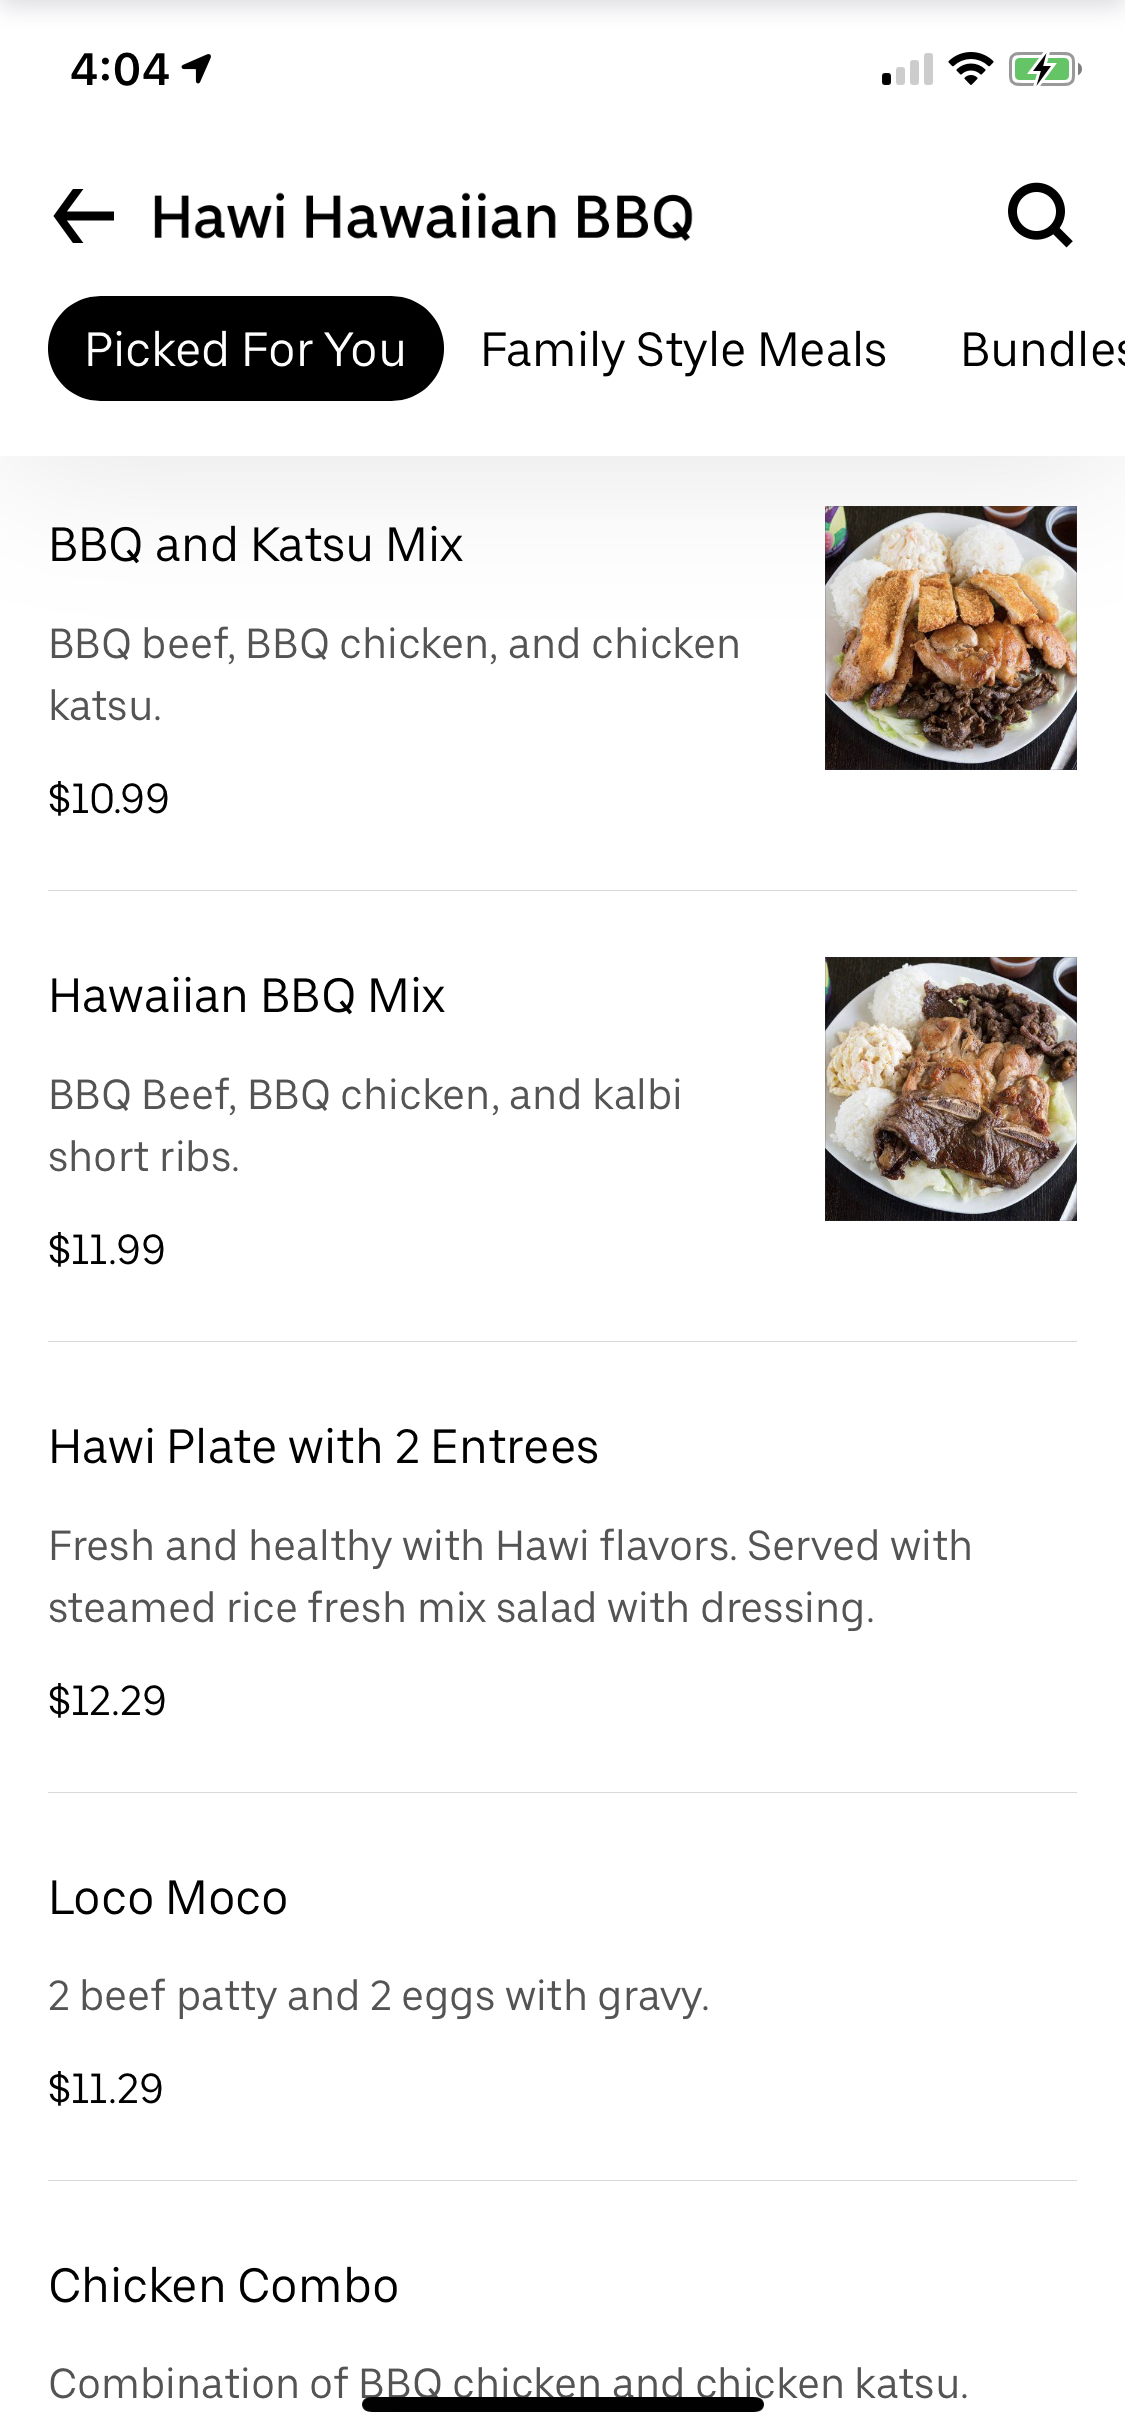 4:04
Hawi Hawaiian BBQ
Picked For You Family Style Meals Bundles
BBQ and Katsu Mix
BBQ beef, BBQ chicken, and chicken
katsu.
$10.99
Hawaiian BBQ Mix
BBQ Beef, BBQ chicken, and kalbi
short ribs.
$11.99
Hawi Plate with 2 Entrees
Fresh and healthy with Hawi flavors. Served with
steamed rice fresh mix salad with dressing.
$12.29
Loco Moco
2 beef patty and 2 eggs with gravy.
$11.29
Chicken Combo
Combination of BBQ chicken and chicken katsu.